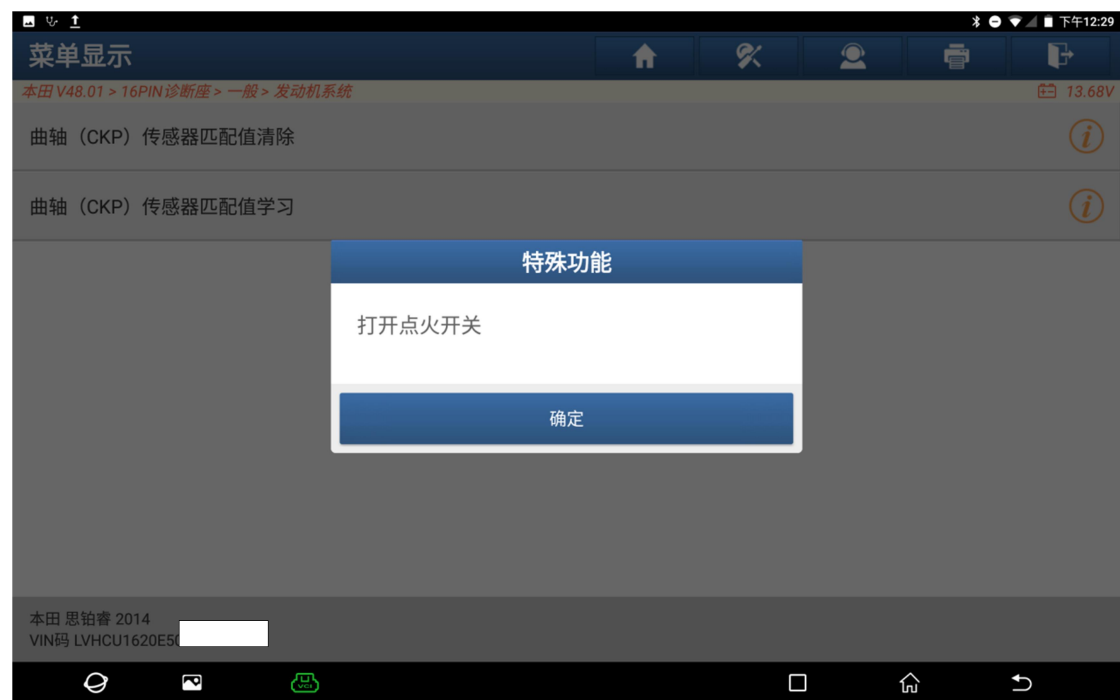 下午12:29
菜单显示
本田 V48.01 > 16PIN诊断座 > 一般 > 发动机系统
13.68V
曲轴（CKP）传感器匹配值清除
i
曲轴（CKP）传感器匹配值学习
i
特殊功能
打开点火开关
确定
本田 思铂睿 2014
VIN码 LVHCU1620E5
VCI